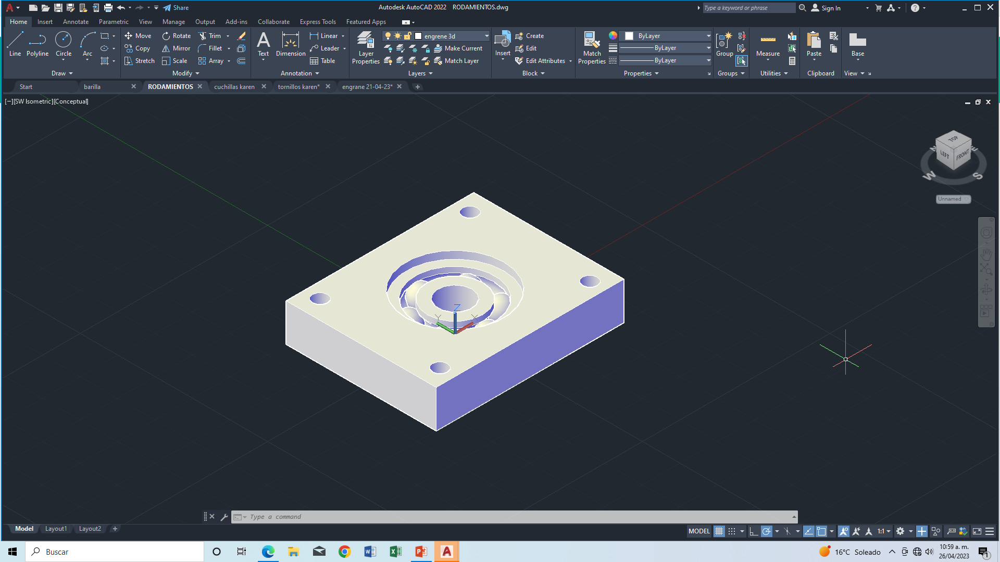 Share
Autodesk AutoCAD 2022 RODAMIENTOS.dwg
Type a keyword or phrase
Sign In
Home Insert Annotate Parametric View Manage Output Add-ins Collaborate Express Tools Featured Apps
Line Polyline Circle Arc
Move Rotate Trim
Copy Mirror Fillet
Stretch Scale Array
Text Dimension
Linear
Leader
Table
Layer Properties
engrene 3d
Make Current
Match Layer
Insert
Create
Edit
Edit Attributes
Match Properties
ByLayer
ByLayer
ByLayer
Group
Measure
Paste
Base
Draw Modify Annotation Layers Block Properties Groups Utilities Clipboard View
Start barilla RODAMIENTOS cuchillas karen tornillos karen* engrane 21-04-23*
[−][SW Isometric][Conceptual]
TOP
LEFT FRONT
N E
W S
Unnamed
Z
Y X
Type a command
Model Layout1 Layout2
MODEL 1:1
Buscar
16°C Soleado
10:59 a. m.
26/04/2023
1